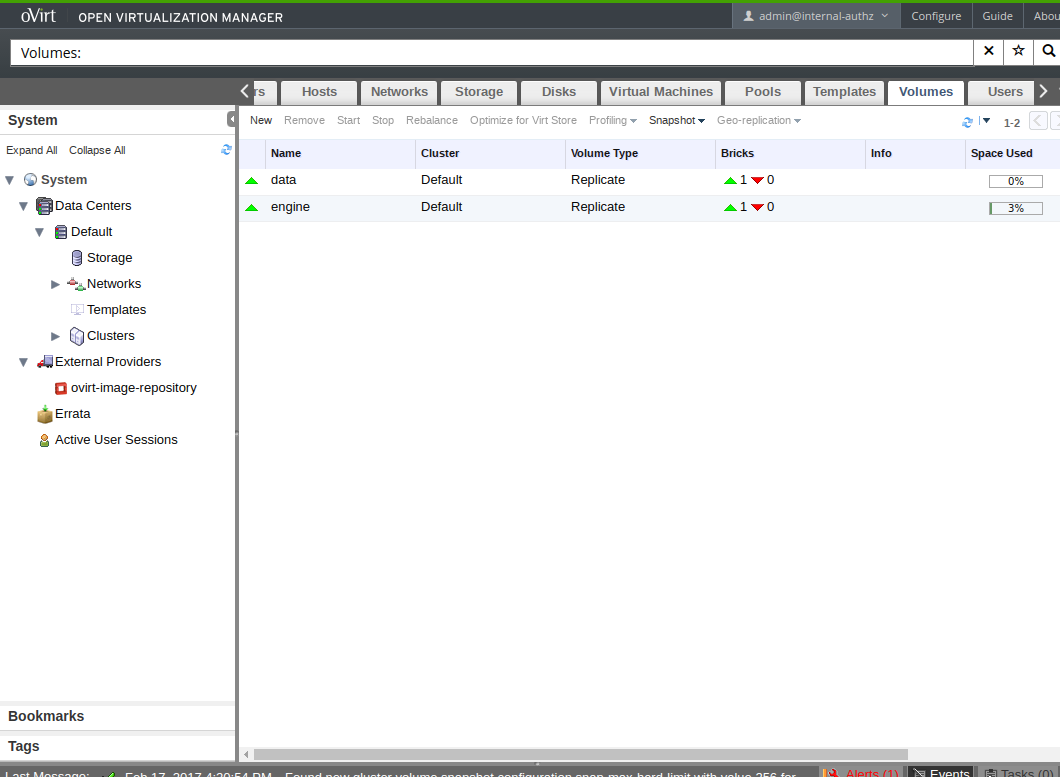 oVirt OPEN VIRTUALIZATION MANAGER admin@internal-authz Configure Guide Abou
Volumes:
rs Hosts Networks Storage Disks Virtual Machines Pools Templates Volumes Users
System
New Remove Start Stop Rebalance Optimize for Virt Store Profiling Snapshot Geo-replication 1-2
Expand All Collapse All
Name Cluster Volume Type Bricks Info Space Used
data Default Replicate 1 0 0%
engine Default Replicate 1 0 3%
System
Data Centers
Default
Storage
Networks
Templates
Clusters
External Providers
ovirt-image-repository
Errata
Active User Sessions
Bookmarks
Tags
Last Message: Feb 17, 2017 4:20:54 PM Found new gluster volume snapshot configuration snap-max-hard-limit with value 256 for Alerts (1) Events Tasks (0)